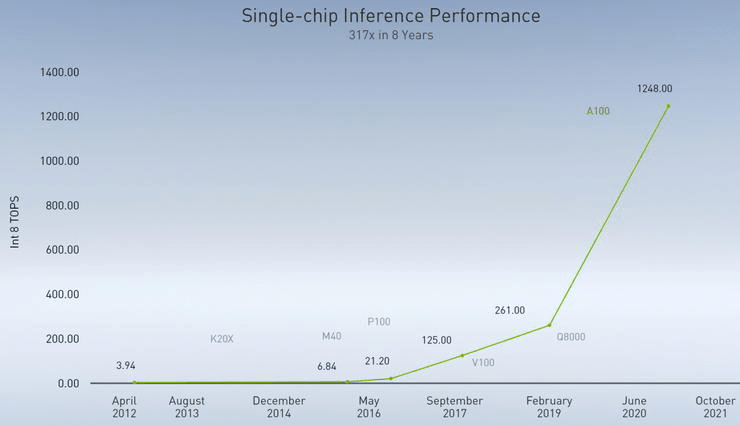 Single-chip Inference Performance
317x in 8 Years
1400.00
1200.00
1000.00
800.00
600.00
400.00
200.00
0.00
Int 8 TOPS
3.94
K20X
M40
6.84
P100
21.20
125.00
V100
261.00
Q8000
A100
1248.00
April 2012
August 2013
December 2014
May 2016
September 2017
February 2019
June 2020
October 2021